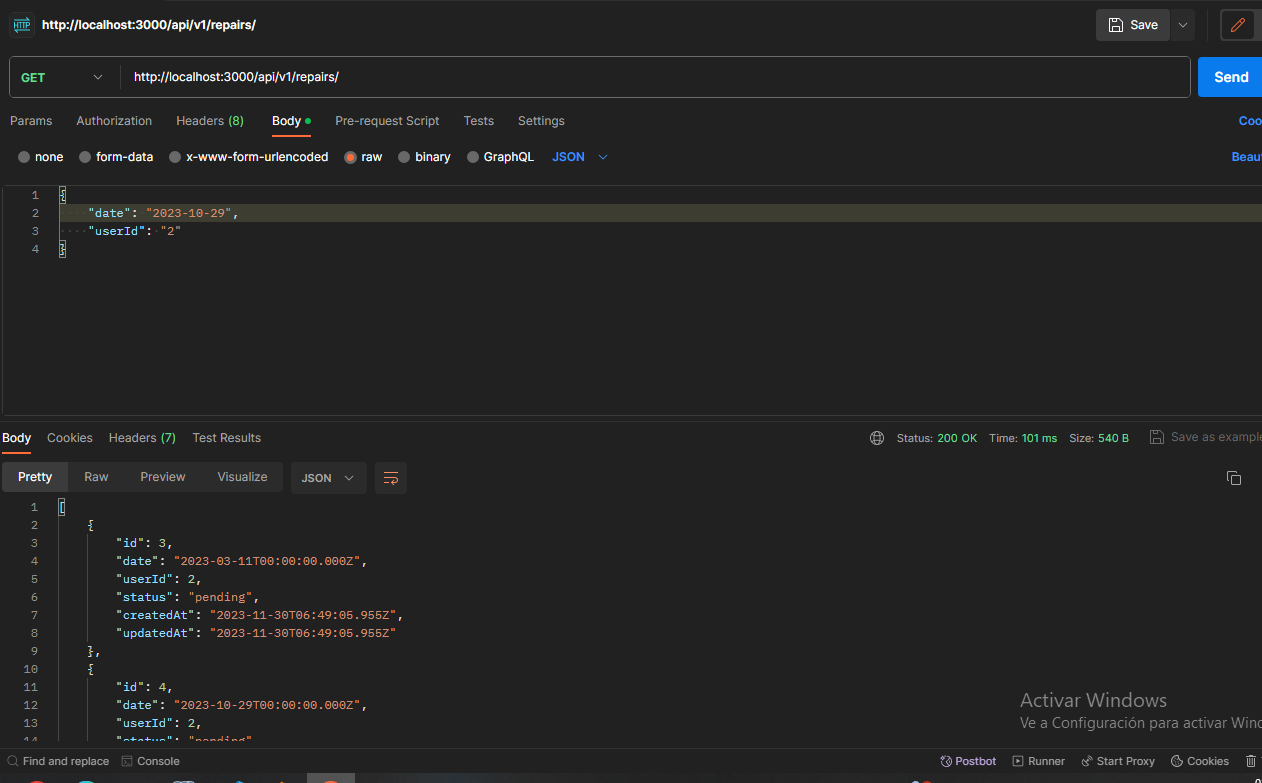 HTTP http://localhost:3000/api/v1/repairs/ Save
GET http://localhost:3000/api/v1/repairs/ Send
Params Authorization Headers (8) Body Pre-request Script Tests Settings Coo
none form-data x-www-form-urlencoded raw binary GraphQL JSON Beau
1 {
2 "date": "2023-10-29",
3 "userId": "2"
4 }
Body Cookies Headers (7) Test Results Status: 200 OK Time: 101 ms Size: 540 B Save as example
Pretty Raw Preview Visualize JSON
1 [
2 {
3 "id": 3,
4 "date": "2023-03-11T00:00:00.000Z",
5 "userId": 2,
6 "status": "pending",
7 "createdAt": "2023-11-30T06:49:05.955Z",
8 "updatedAt": "2023-11-30T06:49:05.955Z"
9 },
10 {
11 "id": 4,
12 "date": "2023-10-29T00:00:00.000Z",
13 "userId": 2,
14 "status": "pending"
Activar Windows
Ve a Configuración para activar Win
Find and replace Console Postbot Runner Start Proxy Cookies